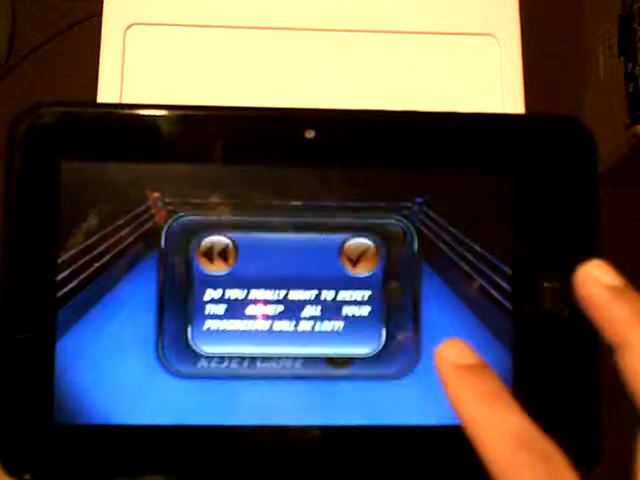 DO YOU REALLY WANT TO RESET
THE GAME? ALL YOUR
PROGRESSES WILL BE LOST!
RESET GAME